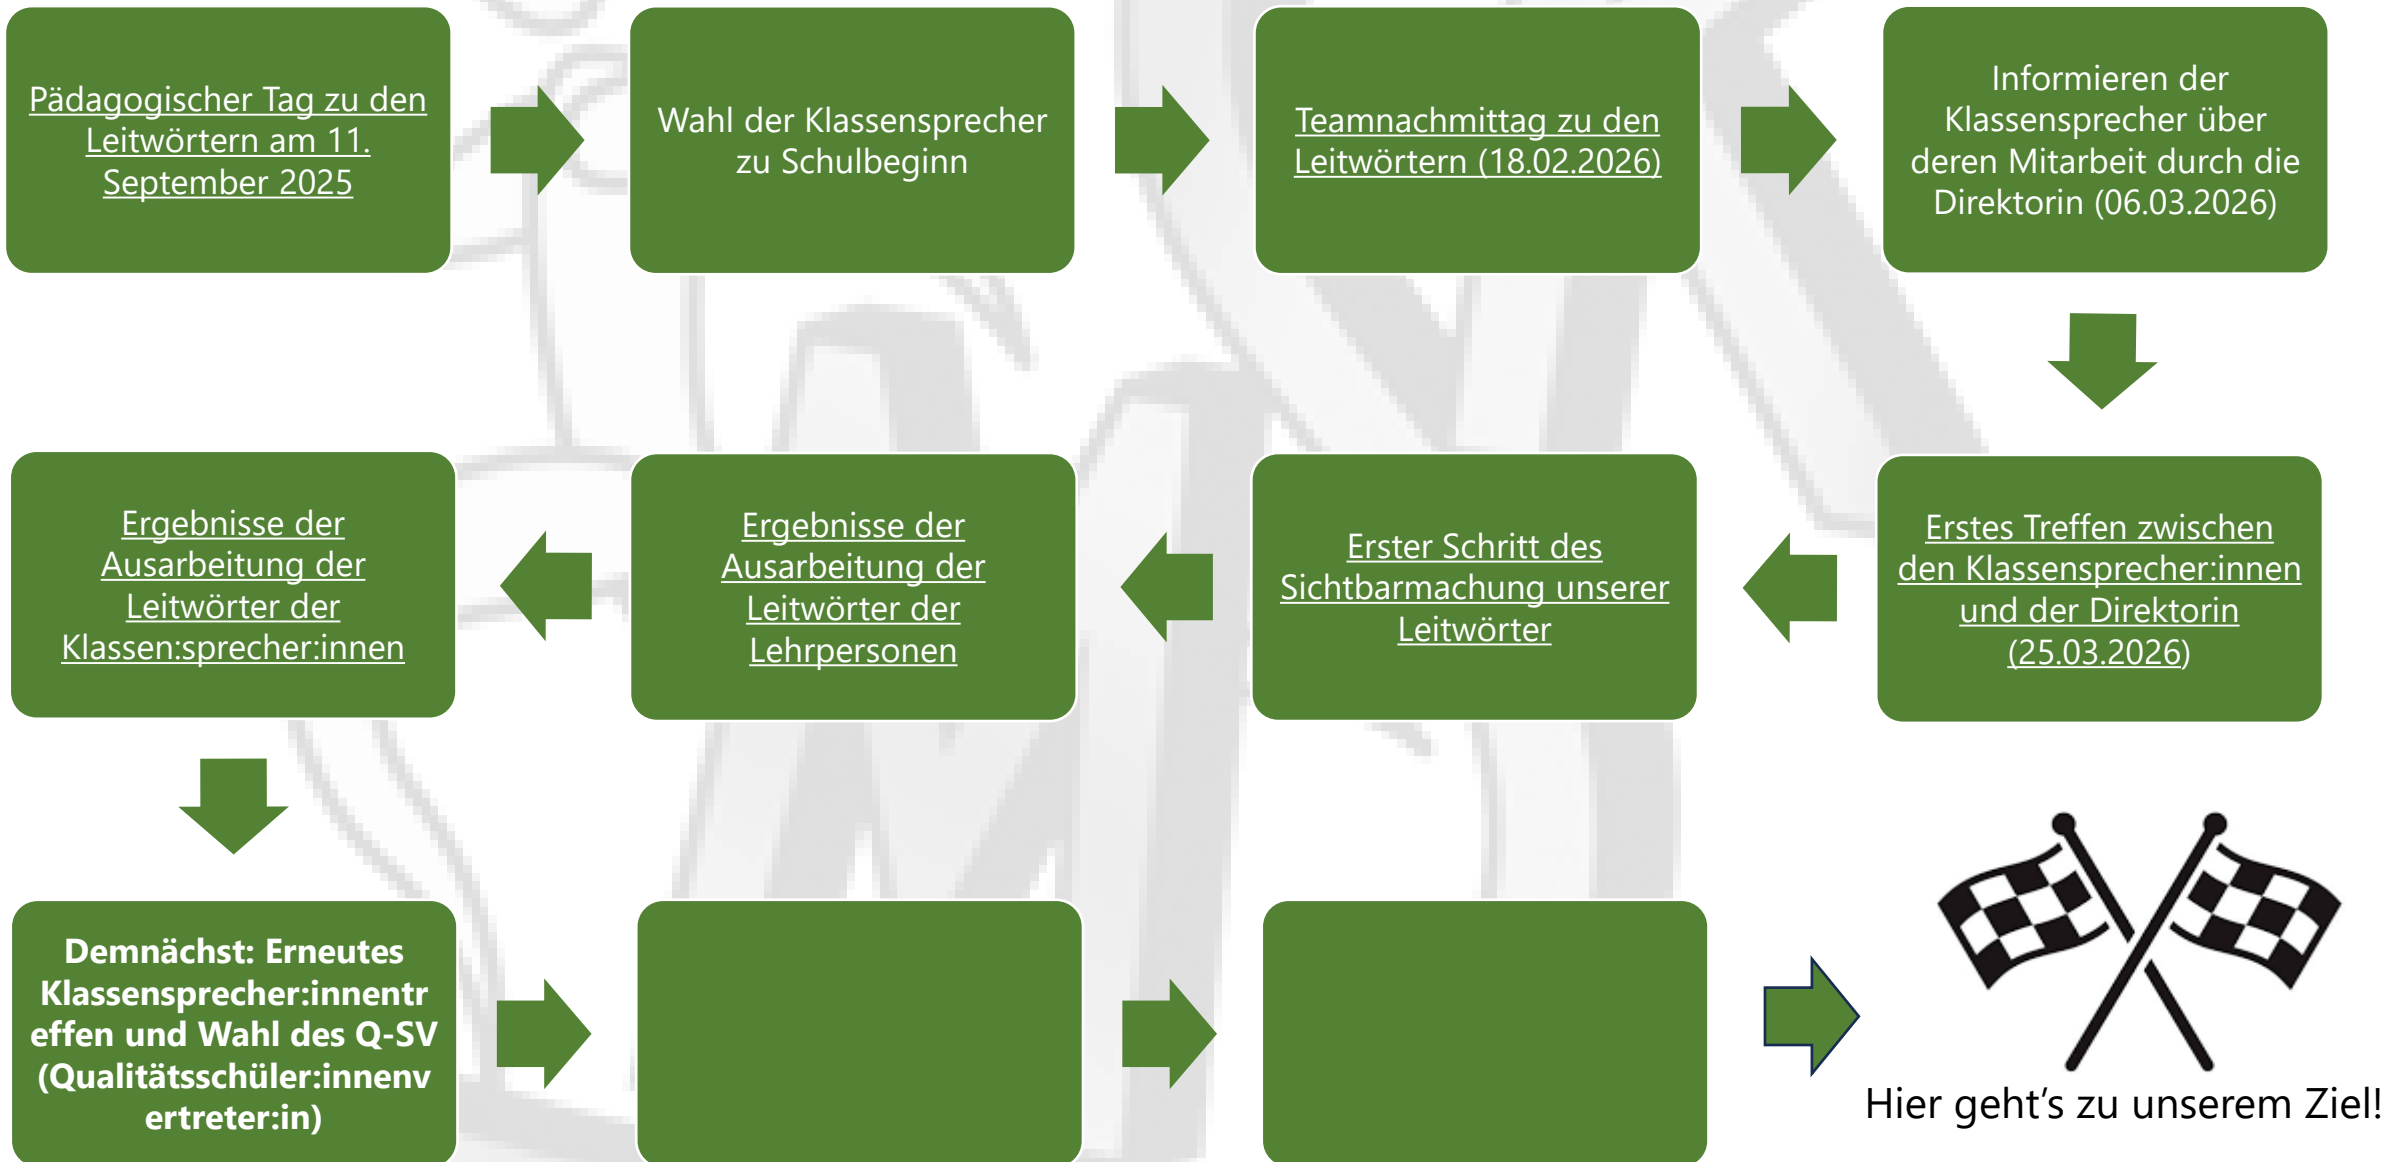 Pädagogischer Tag zu den
Leitwörtern am 11.
September 2025
Wahl der Klassensprecher
zu Schulbeginn
Teamnachmittag zu den
Leitwörtern (18.02.2026)
Informieren der
Klassensprecher über
deren Mitarbeit durch die
Direktorin (06.03.2026)
Erstes Treffen zwischen
den Klassensprecher:innen
und der Direktorin
(25.03.2026)
Erster Schritt des
Sichtbarmachung unserer
Leitwörter
Ergebnisse der
Ausarbeitung der
Leitwörter der
Lehrpersonen
Ergebnisse der
Ausarbeitung der
Leitwörter der
Klassen:sprecher:innen
Demnächst: Erneutes
Klassensprecher:innentr
effen und Wahl des Q-SV
(Qualitätsschüler:innenv
ertreter:in)
Hier geht’s zu unserem Ziel!